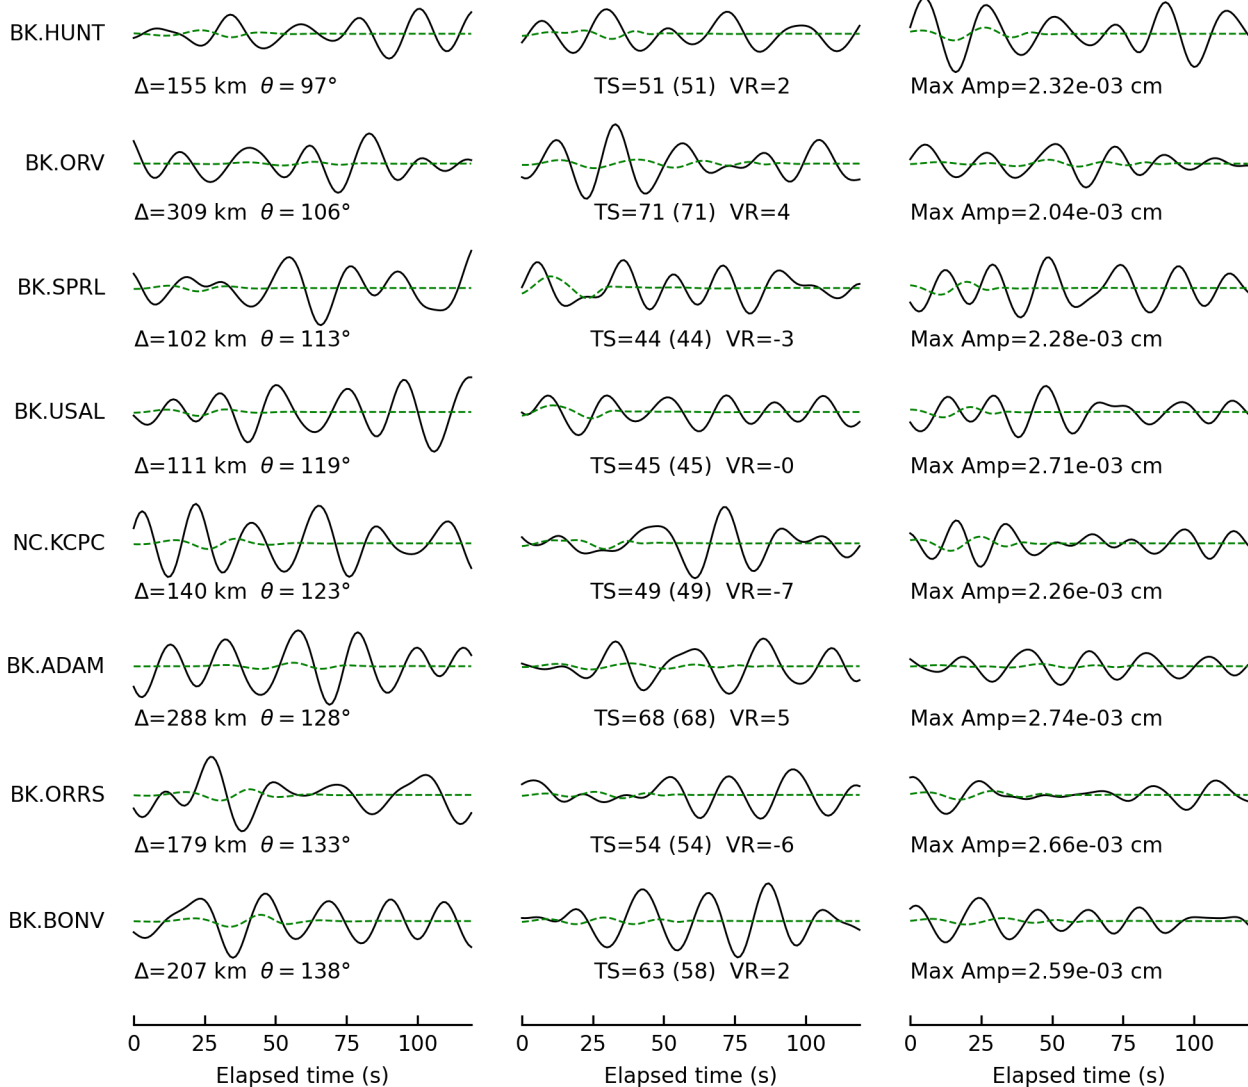 BK.HUNT
Δ=155 km θ = 97° TS=51 (51) VR=2 Max Amp=2.32e-03 cm
BK.ORV
Δ=309 km θ = 106° TS=71 (71) VR=4 Max Amp=2.04e-03 cm
BK.SPRL
Δ=102 km θ = 113° TS=44 (44) VR=-3 Max Amp=2.28e-03 cm
BK.USAL
Δ=111 km θ = 119° TS=45 (45) VR=-0 Max Amp=2.71e-03 cm
NC.KCPC
Δ=140 km θ = 123° TS=49 (49) VR=-7 Max Amp=2.26e-03 cm
BK.ADAM
Δ=288 km θ = 128° TS=68 (68) VR=5 Max Amp=2.74e-03 cm
BK.ORRS
Δ=179 km θ = 133° TS=54 (54) VR=-6 Max Amp=2.66e-03 cm
BK.BONV
Δ=207 km θ = 138° TS=63 (58) VR=2 Max Amp=2.59e-03 cm
0 25 50 75 100 0 25 50 75 100 0 25 50 75 100
Elapsed time (s) Elapsed time (s) Elapsed time (s)